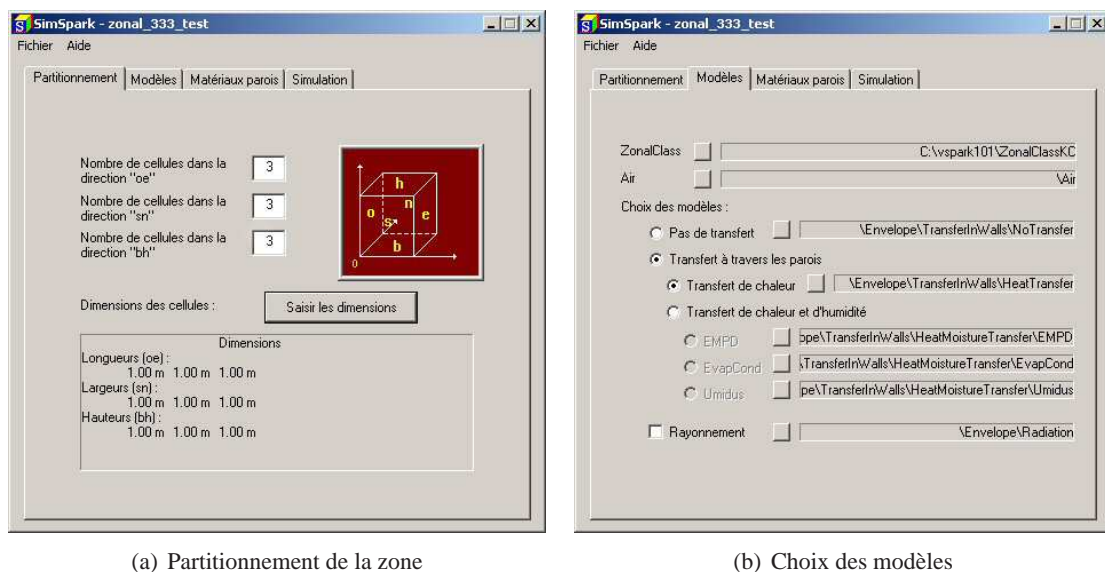 SimSpark - zonal_333_test
Fichier Aide
Partitionnement Modèles Matériaux parois Simulation
Nombre de cellules dans la
direction "oe"
3
Nombre de cellules dans la
direction "sn"
3
Nombre de cellules dans la
direction "bh"
3
h
n
o
e
s
b
0
Dimensions des cellules :
Saisir les dimensions
Dimensions
Longueurs (oe) :
1.00 m 1.00 m 1.00 m
Largeurs (sn) :
1.00 m 1.00 m 1.00 m
Hauteurs (bh) :
1.00 m 1.00 m 1.00 m
(a) Partitionnement de la zone
SimSpark - zonal_333_test
Fichier Aide
Partitionnement Modèles Matériaux parois Simulation
ZonalClass C:\vspark101\ZonalClassKC
Air \Air
Choix des modèles :
Pas de transfert \Envelope\TransferInWalls\NoTransfer
Transfert à travers les parois
Transfert de chaleur \Envelope\TransferInWalls\HeatTransfer
Transfert de chaleur et d'humidité
EMPD ope\TransferInWalls\HeatMoistureTransfer\EMPD
EvapCond \TransferInWalls\HeatMoistureTransfer\EvapCond
Umidus pe\TransferInWalls\HeatMoistureTransfer\Umidus
Rayonnement \Envelope\Radiation
(b) Choix des modèles